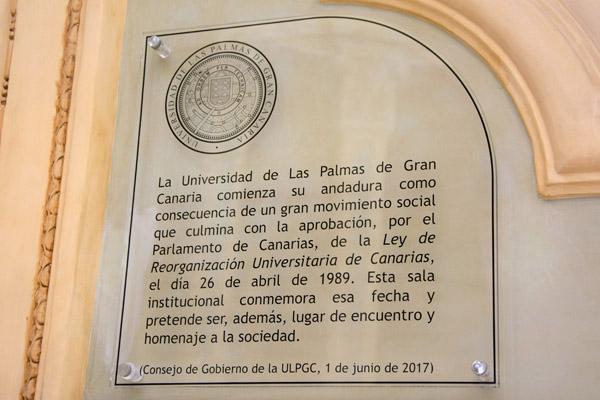 UNIVERSIDAD DE LAS PALMAS DE GRAN CANARIA
La Universidad de Las Palmas de Gran
Canaria comienza su andadura como
consecuencia de un gran movimiento social
que culmina con la aprobación, por el
Parlamento de Canarias, de la Ley de
Reorganización Universitaria de Canarias,
el día 26 de abril de 1989. Esta sala
institucional conmemora esa fecha y
pretende ser, además, lugar de encuentro y
homenaje a la sociedad.
(Consejo de Gobierno de la ULPGC, 1 de junio de 2017)